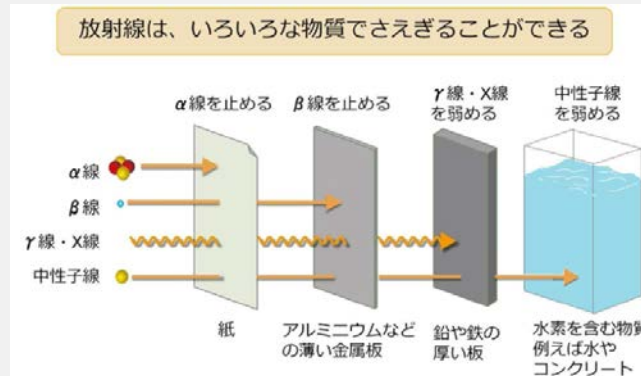 放射線は、いろいろな物質でさえぎることができる
α線を止める
β線を止める
γ線・X線
を弱める
中性子線
を弱める
α線
β線
γ線・X線
中性子線
紙
アルミニウムなど
の薄い金属板
鉛や鉄の
厚い板
水素を含む物質
例えば水や
コンクリート